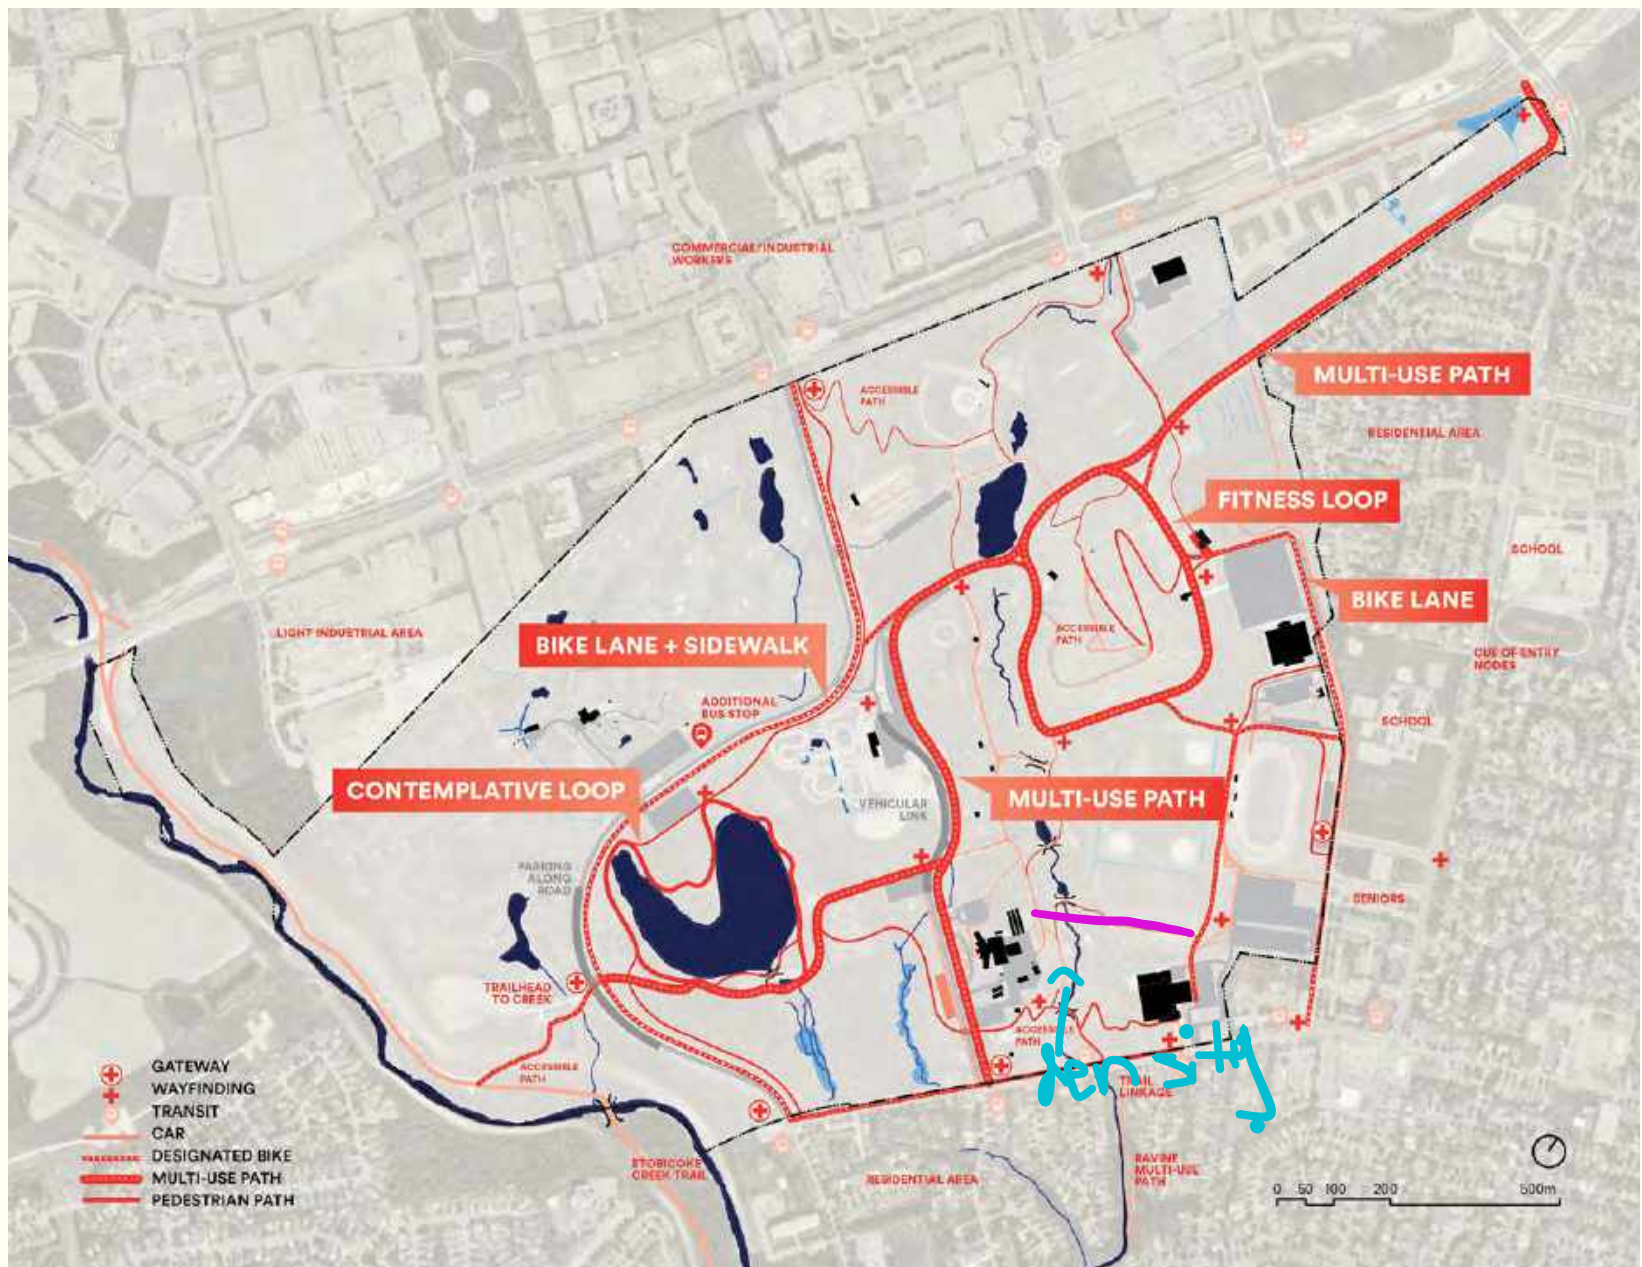 COMMERCIAL/INDUSTRIAL
WORKERS
MULTI-USE PATH
ACCESSIBLE
PATH
RESIDENTIAL AREA
FITNESS LOOP
SCHOOL
BIKE LANE
LIGHT INDUSTRIAL AREA
BIKE LANE + SIDEWALK
ACCESSIBLE
PATH
CUE OF ENTRY
NODES
ADDITIONAL
BUS STOP
SCHOOL
CONTEMPLATIVE LOOP
MULTI-USE PATH
VEHICULAR
LINK
PARKING
ALONG
ROAD
SENIORS
TRAILHEAD
TO CREEK
ACCESSIBLE
PATH
density
ACCESSIBLE
PATH
TRAIL
LINKAGE
ETOBICOKE
CREEK TRAIL
RESIDENTIAL AREA
RAVINE
MULTI-USE
PATH
GATEWAY
WAYFINDING
TRANSIT
CAR
DESIGNATED BIKE
MULTI-USE PATH
PEDESTRIAN PATH
0 50 100 200 500m